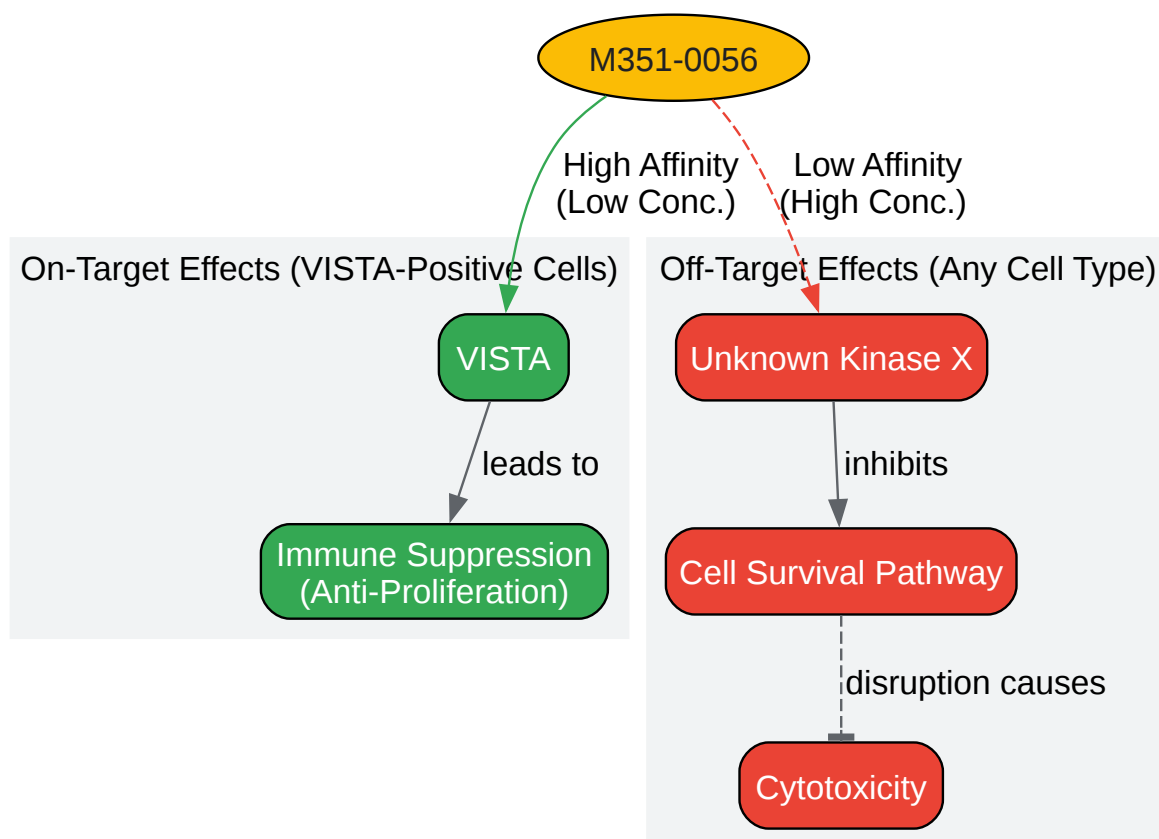 M351-0056
High Affinity
(Low Conc.)
Low Affinity
(High Conc.)
On-Target Effects (VISTA-Positive Cells)
VISTA
leads to
Immune Suppression
(Anti-Proliferation)
Off-Target Effects (Any Cell Type)
Unknown Kinase X
inhibits
Cell Survival Pathway
disruption causes
Cytotoxicity